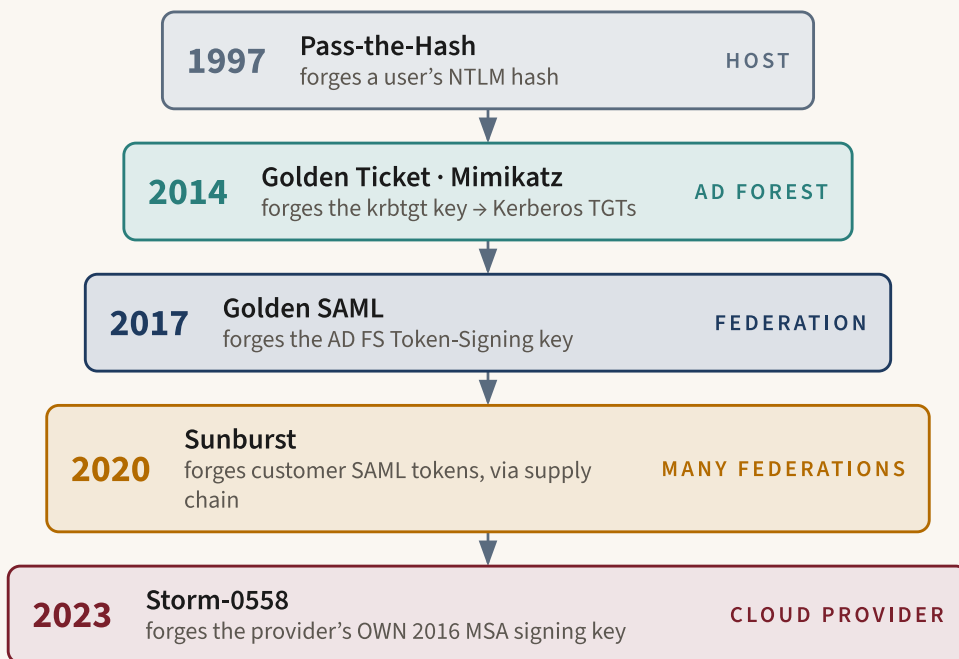 1997
Pass-the-Hash
forges a user’s NTLM hash
HOST
2014
Golden Ticket · Mimikatz
forges the krbtgt key → Kerberos TGTs
AD FOREST
2017
Golden SAML
forges the AD FS Token-Signing key
FEDERATION
2020
Sunburst
forges customer SAML tokens, via supply
chain
MANY FEDERATIONS
2023
Storm-0558
forges the provider’s OWN 2016 MSA signing key
CLOUD PROVIDER